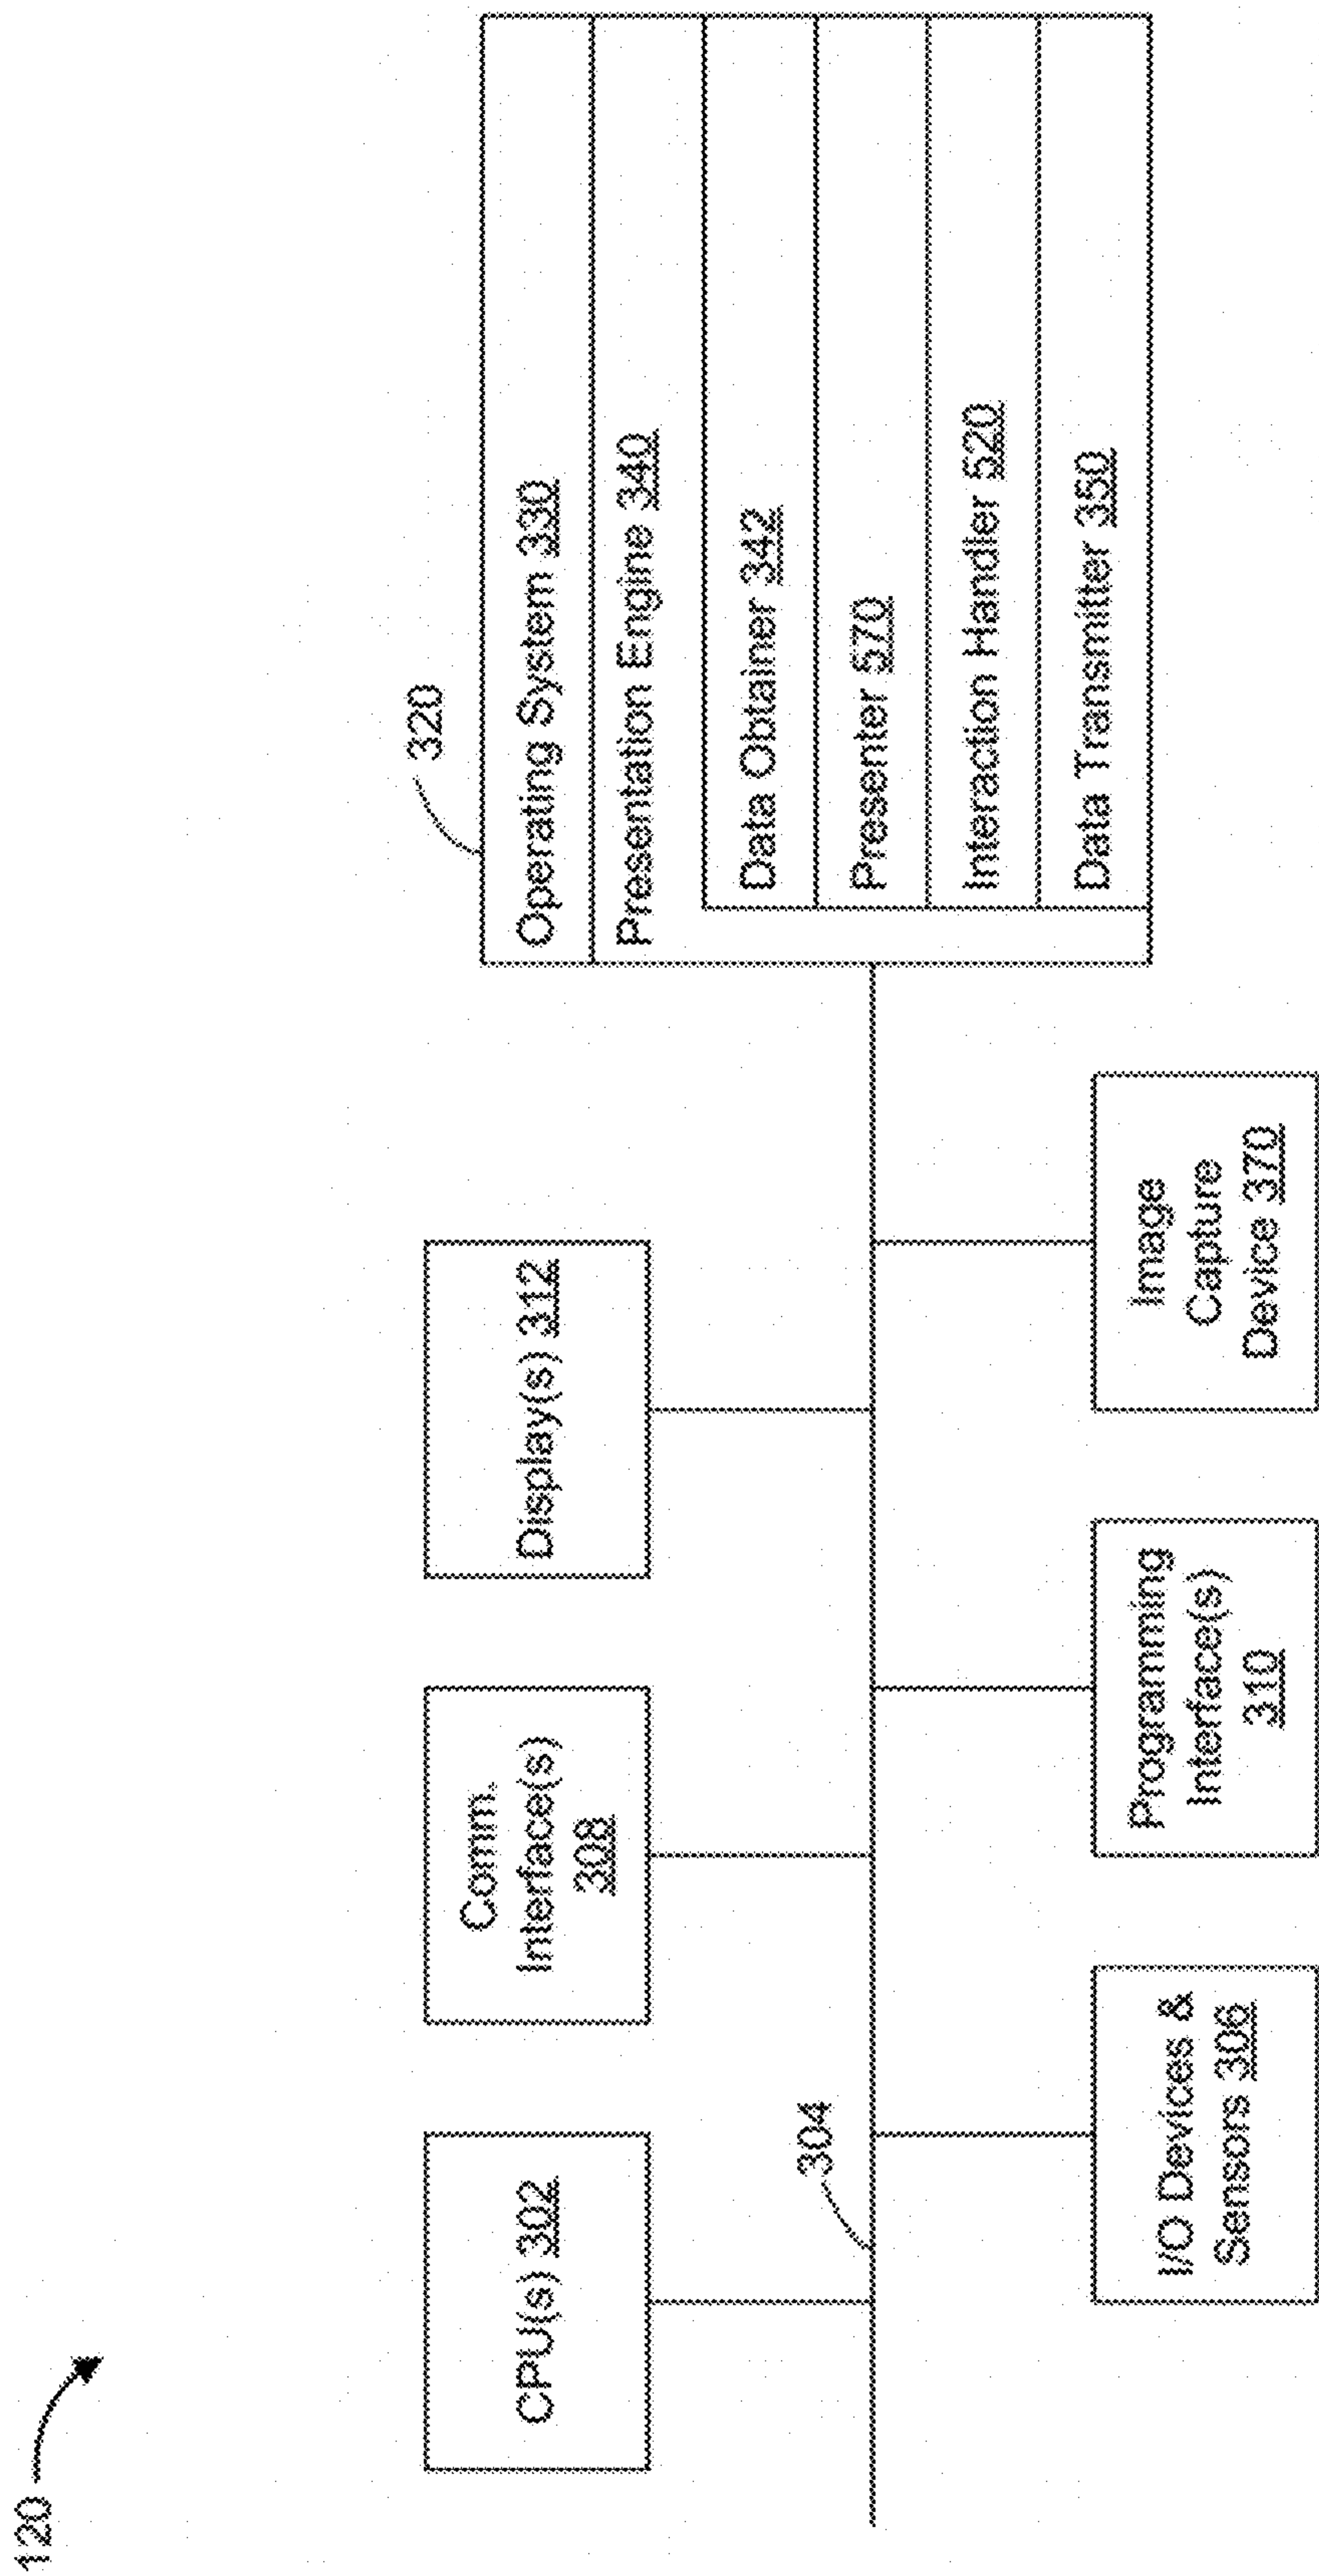 120
CPU(s) 302
Comm.
Interface(s)
308
Display(s) 312
304
I/O Devices &
Sensors 306
Programming
Interface(s)
310
Image
Capture
Device 370
320
Operating System 330
Presentation Engine 340
Data Obtainer 342
Presenter 570
Interaction Handler 520
Data Transmitter 350